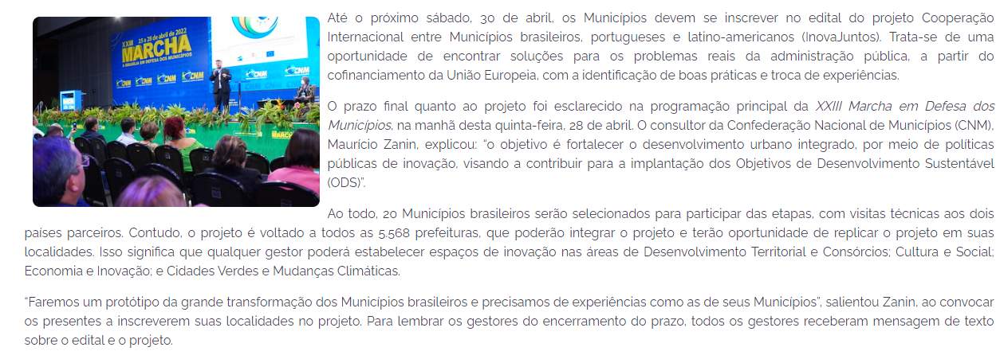 XXIII
25 a 28 de abril de 2022
MARCHA
A BRASÍLIA EM DEFESA DOS MUNICÍPIOS
CNM CNM CNM CNM
CNM
CNM
MARCHA
Até o próximo sábado, 30 de abril, os Municípios devem se inscrever no edital do projeto Cooperação
Internacional entre Municípios brasileiros, portugueses e latino-americanos (InovaJuntos). Trata-se de uma
oportunidade de encontrar soluções para os problemas reais da administração pública, a partir do
cofinanciamento da União Europeia, com a identificação de boas práticas e troca de experiências.
O prazo final quanto ao projeto foi esclarecido na programação principal da XXIII Marcha em Defesa dos
Municípios, na manhã desta quinta-feira, 28 de abril. O consultor da Confederação Nacional de Municípios (CNM),
Maurício Zanin, explicou: “o objetivo é fortalecer o desenvolvimento urbano integrado, por meio de políticas
públicas de inovação, visando a contribuir para a implantação dos Objetivos de Desenvolvimento Sustentável
(ODS)”.
Ao todo, 20 Municípios brasileiros serão selecionados para participar das etapas, com visitas técnicas aos dois
países parceiros. Contudo, o projeto é voltado a todos as 5.568 prefeituras, que poderão integrar o projeto e terão oportunidade de replicar o projeto em suas
localidades. Isso significa que qualquer gestor poderá estabelecer espaços de inovação nas áreas de Desenvolvimento Territorial e Consórcios; Cultura e Social;
Economia e Inovação; e Cidades Verdes e Mudanças Climáticas.
“Faremos um protótipo da grande transformação dos Municípios brasileiros e precisamos de experiências como as de seus Municípios”, salientou Zanin, ao convocar
os presentes a inscreverem suas localidades no projeto. Para lembrar os gestores do encerramento do prazo, todos os gestores receberam mensagem de texto
sobre o edital e o projeto.